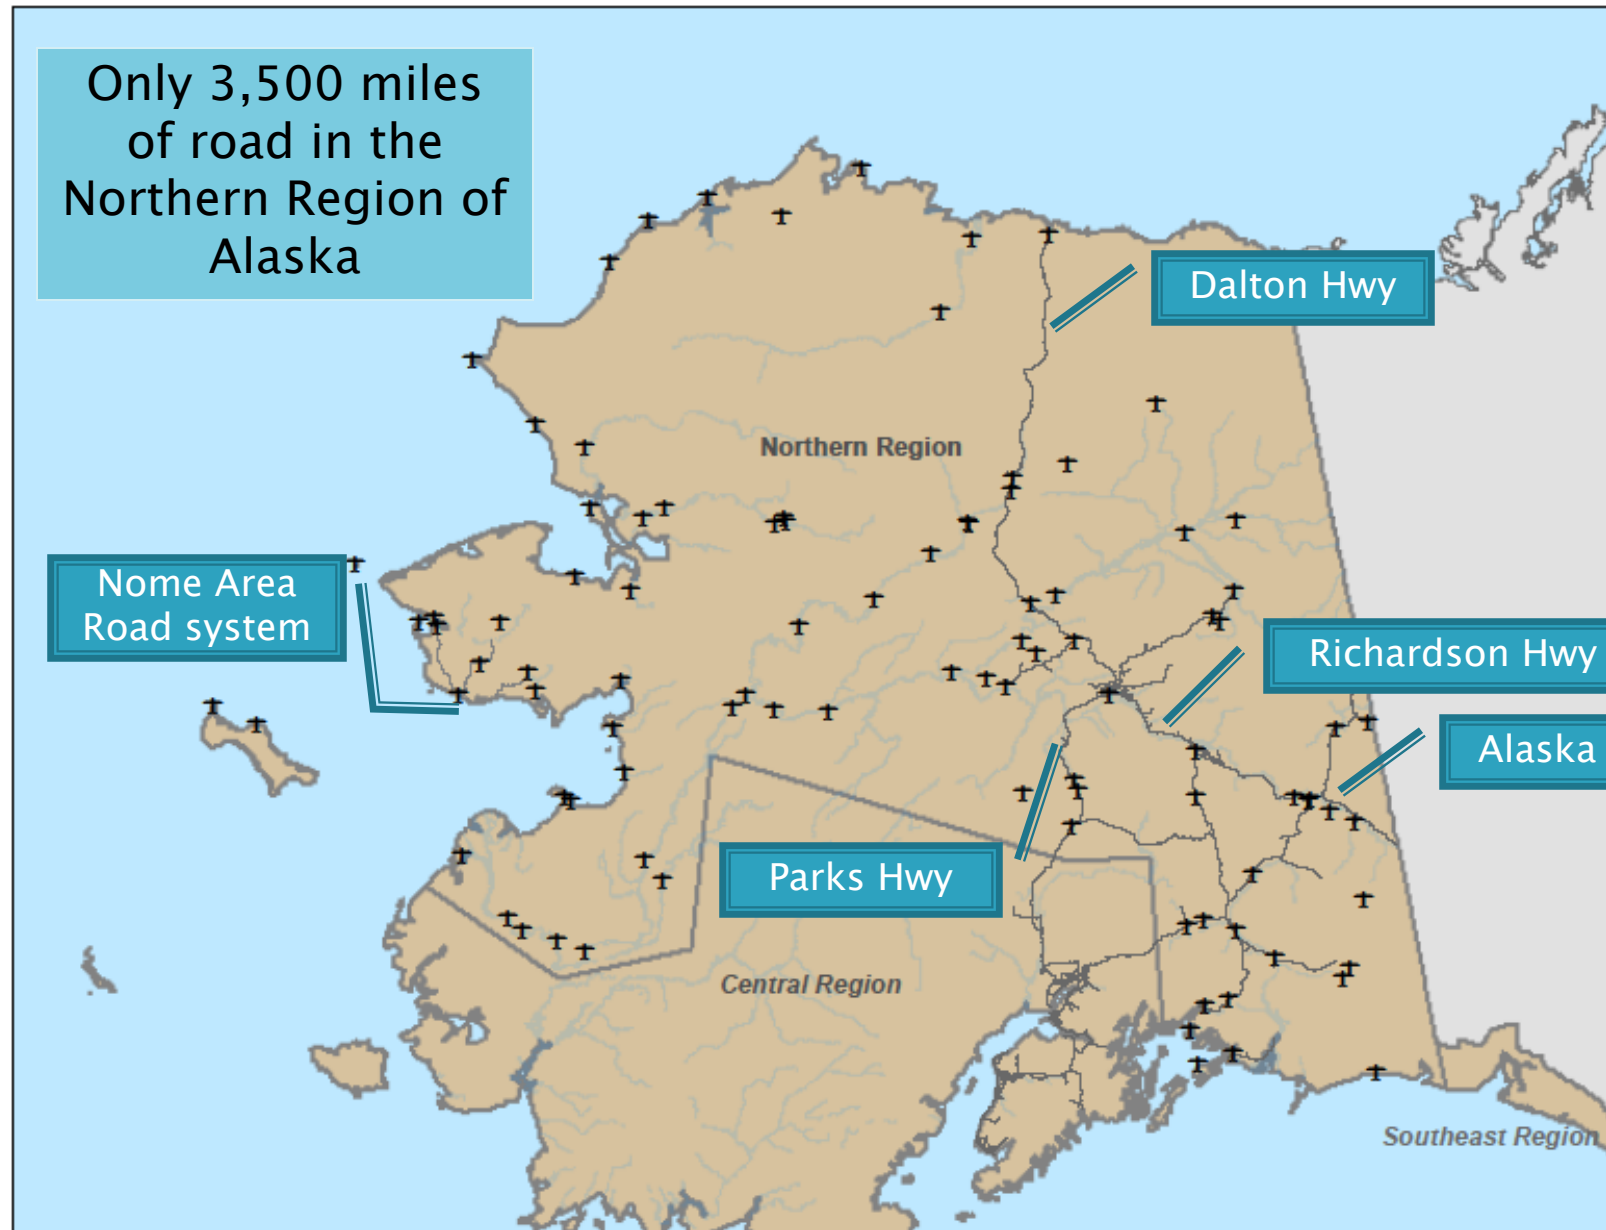 Only 3,500 miles
of road in the
Northern Region of
Alaska
Dalton Hwy
Northern Region
Nome Area
Road system
Richardson Hwy
Alaska
Parks Hwy
Central Region
Southeast Region